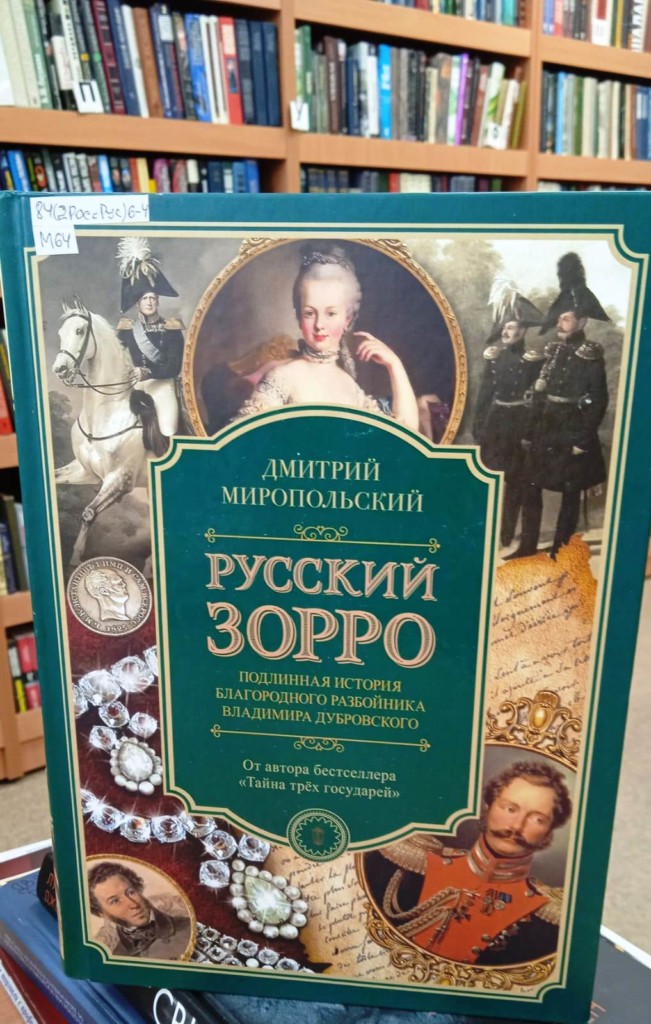 П
84(2Рос=Рус)6-4
М64
ДМИТРИЙ
МИРОПОЛЬСКИЙ
РУССКИЙ
ЗОРРО
ПОДЛИННАЯ ИСТОРИЯ
БЛАГОРОДНОГО РАЗБОЙНИКА
ВЛАДИМИРА ДУБРОВСКОГО
От автора бестселлера
«Тайна трёх государей»